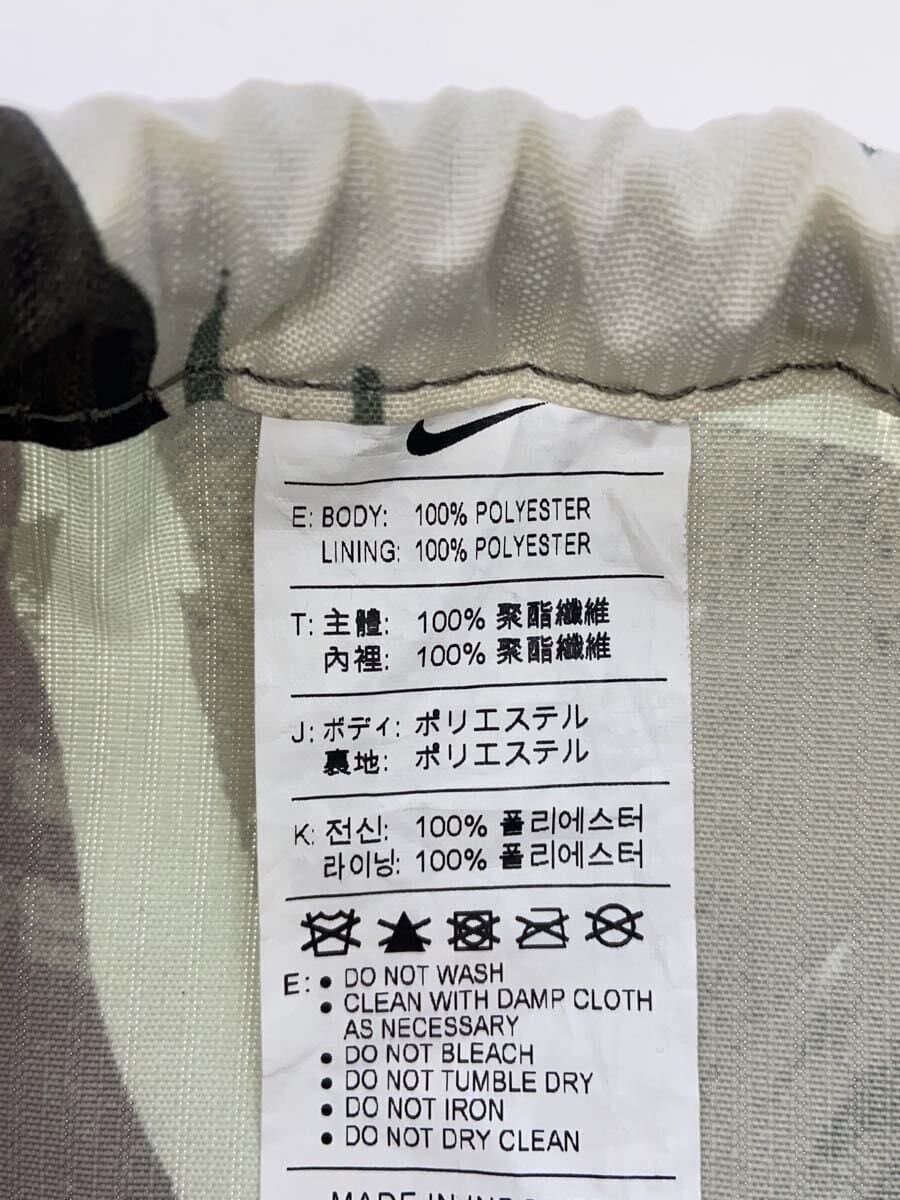 E: BODY: 100% POLYESTER
LINING: 100% POLYESTER
T: 主體: 100% 聚酯纖維
內裡: 100% 聚酯纖維
J: ボディ: ポリエステル
裏地: ポリエステル
K: 전신: 100% 폴리에스터
라이닝: 100% 폴리에스터
E: • DO NOT WASH
• CLEAN WITH DAMP CLOTH
AS NECESSARY
• DO NOT BLEACH
• DO NOT TUMBLE DRY
• DO NOT IRON
• DO NOT DRY CLEAN
MADE IN